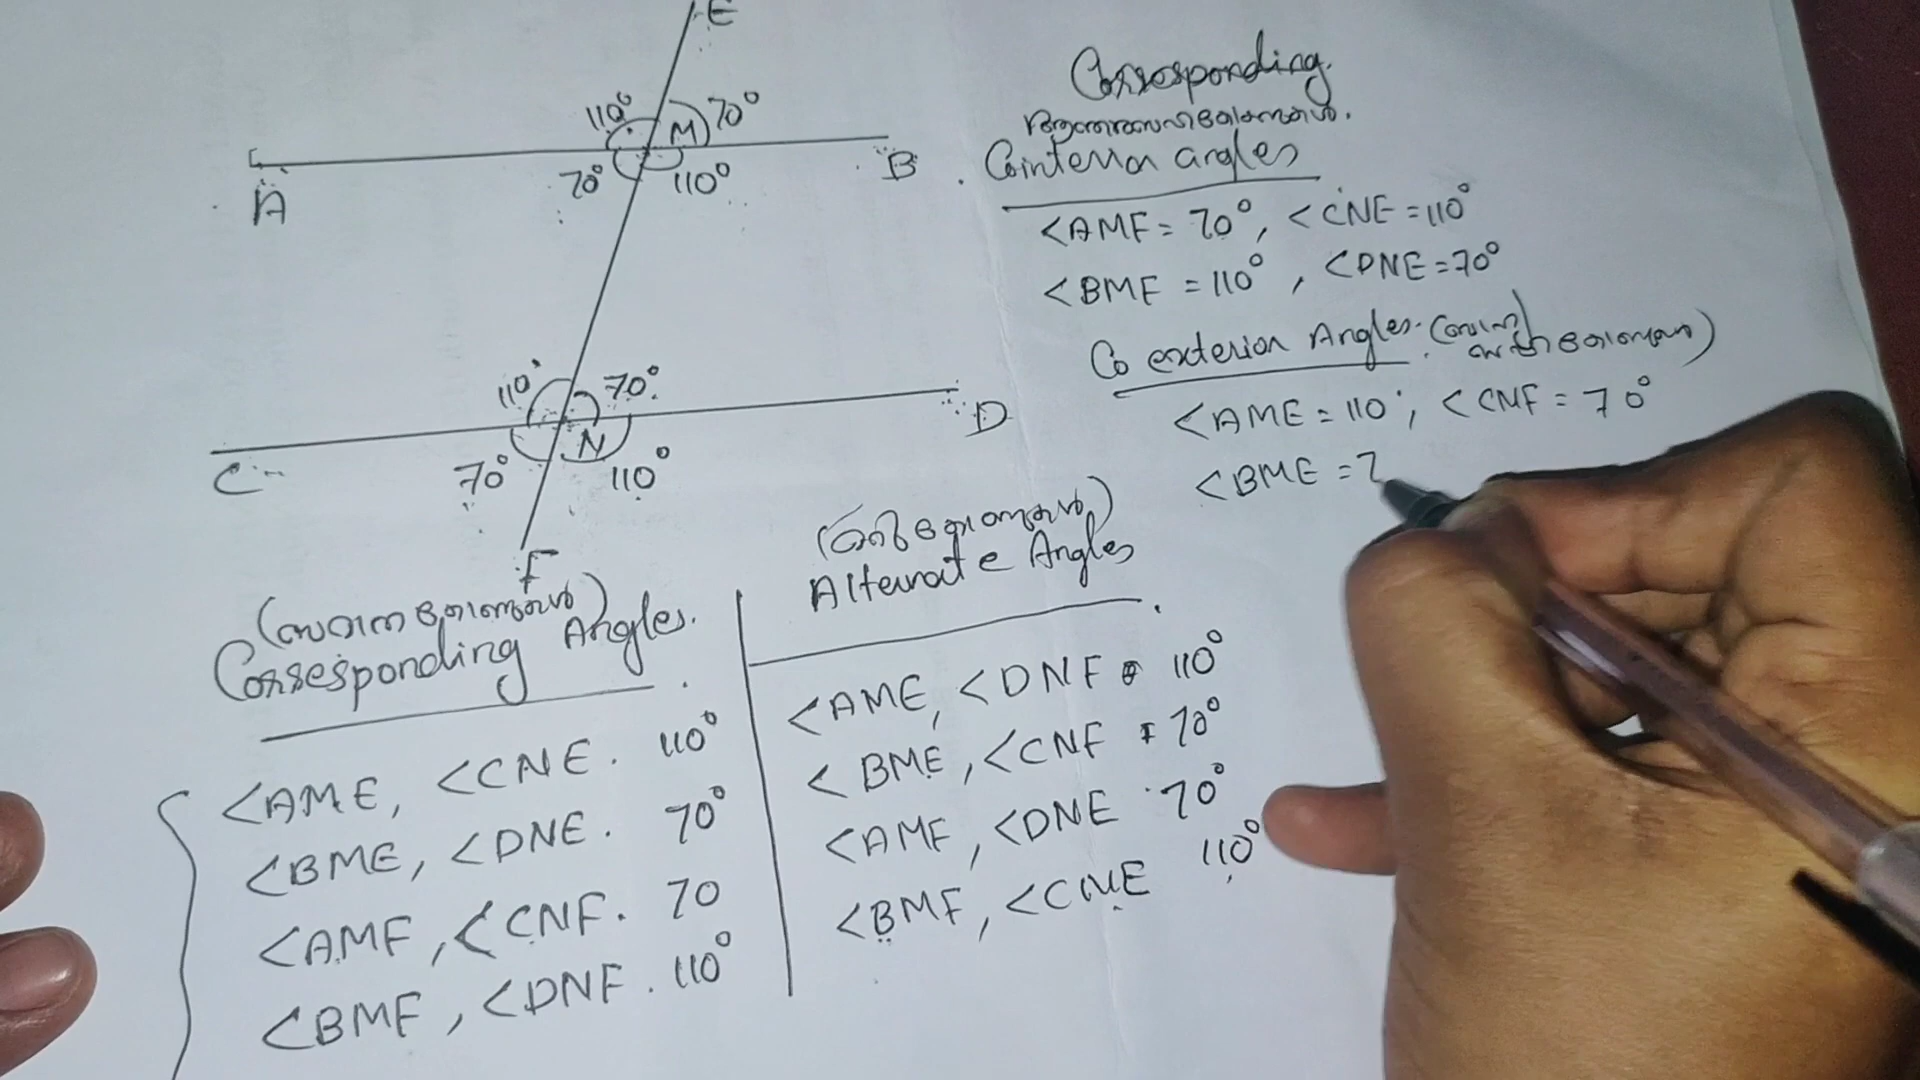 E
110° M 70°
A 70° 110° B
110° 70°
C 70° N 110° D
F
Corresponding
Cointerior angles
<AMF = 70°, <CNE = 110°
<BMF = 110°, <DNE = 70°
Co exterior Angles.
<AME = 110°, <CNF = 70°
<BME = 7
(സമാന കോണുകൾ)
Corresponding Angles.
<AME, <CNE. 110°
<BME, <DNE. 70°
<AMF, <CNF. 70
<BMF, <DNF. 110°
Alternate Angles
<AME, <DNF 110°
<BME, <CNF 70°
<AMF, <DNE 70°
<BMF, <CNE 110°